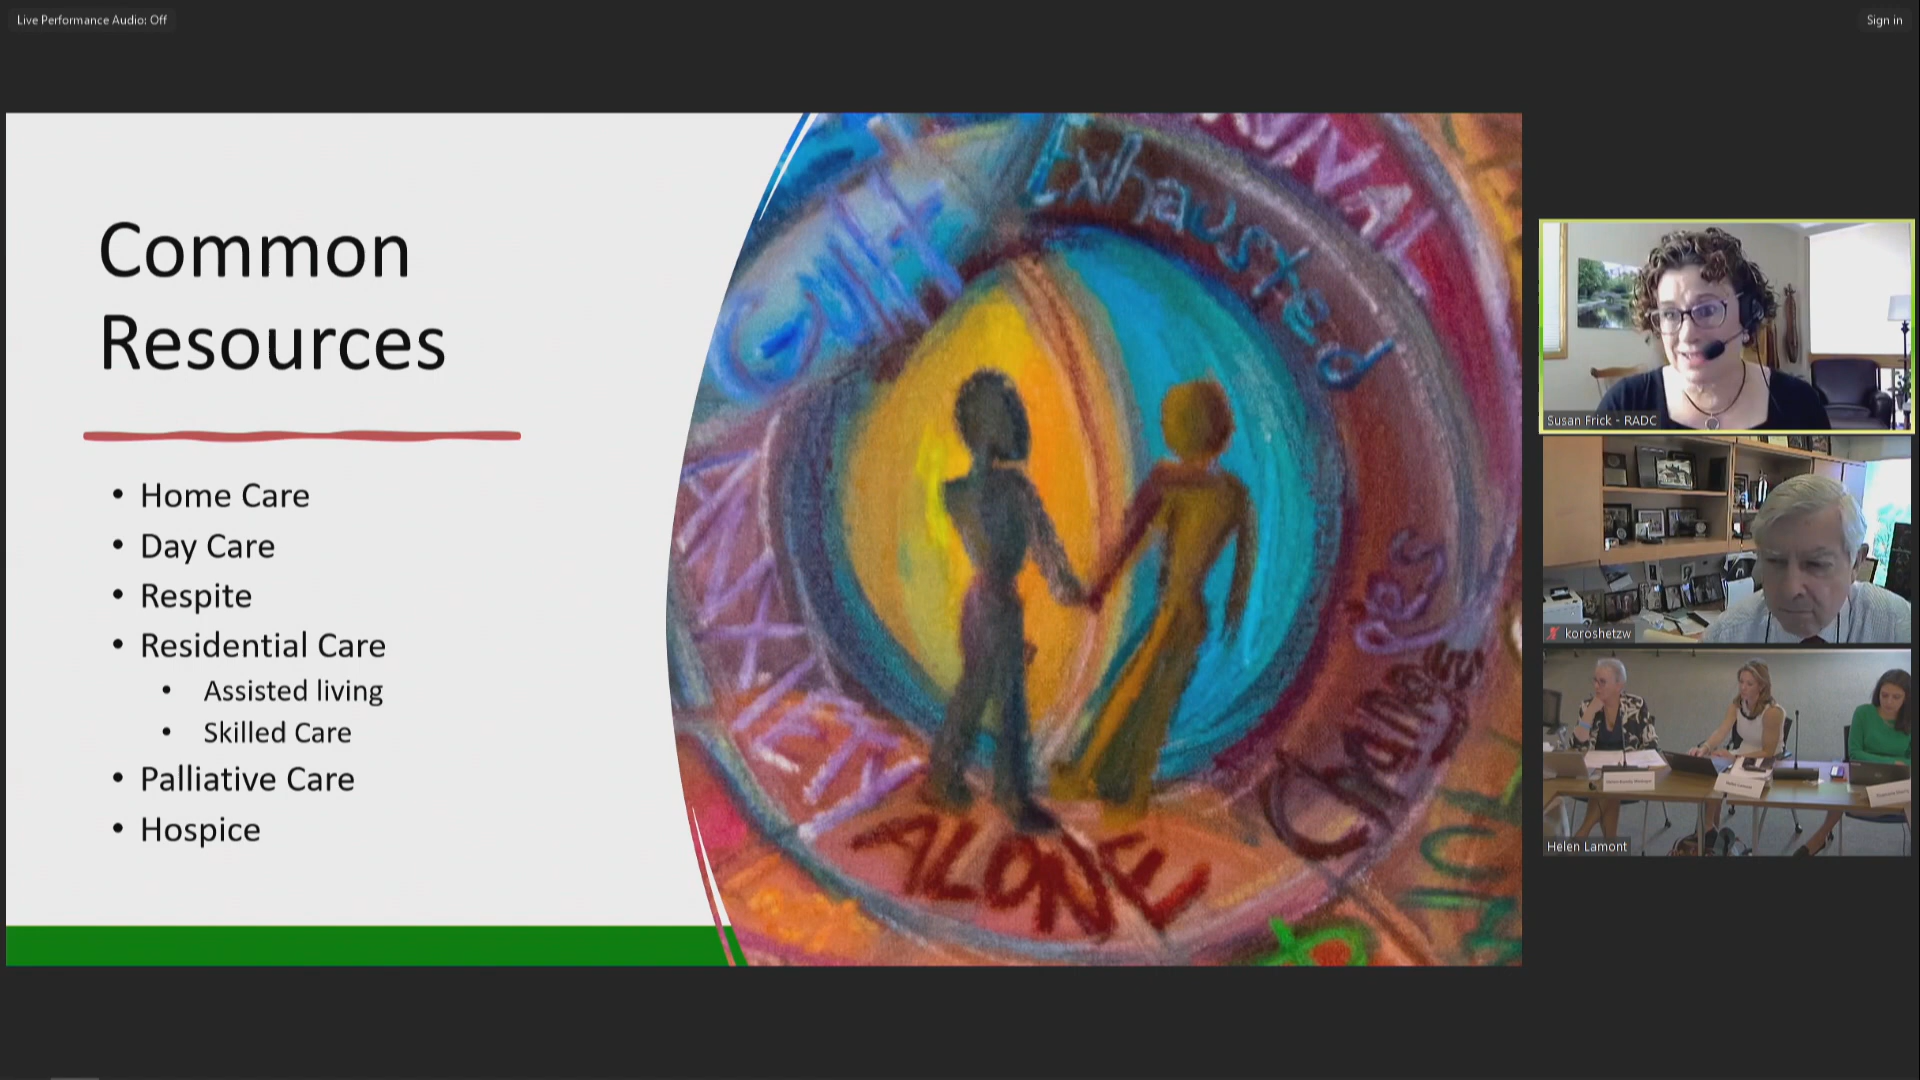 Live Performance Audio: Off
Sign in
Common
Resources
• Home Care
• Day Care
• Respite
• Residential Care
• Assisted living
• Skilled Care
• Palliative Care
• Hospice
Guilt
Exhausted
ANXIETY
ALONE
Changes
Susan Frick - RADC
koroshetzw
Helen Lamont